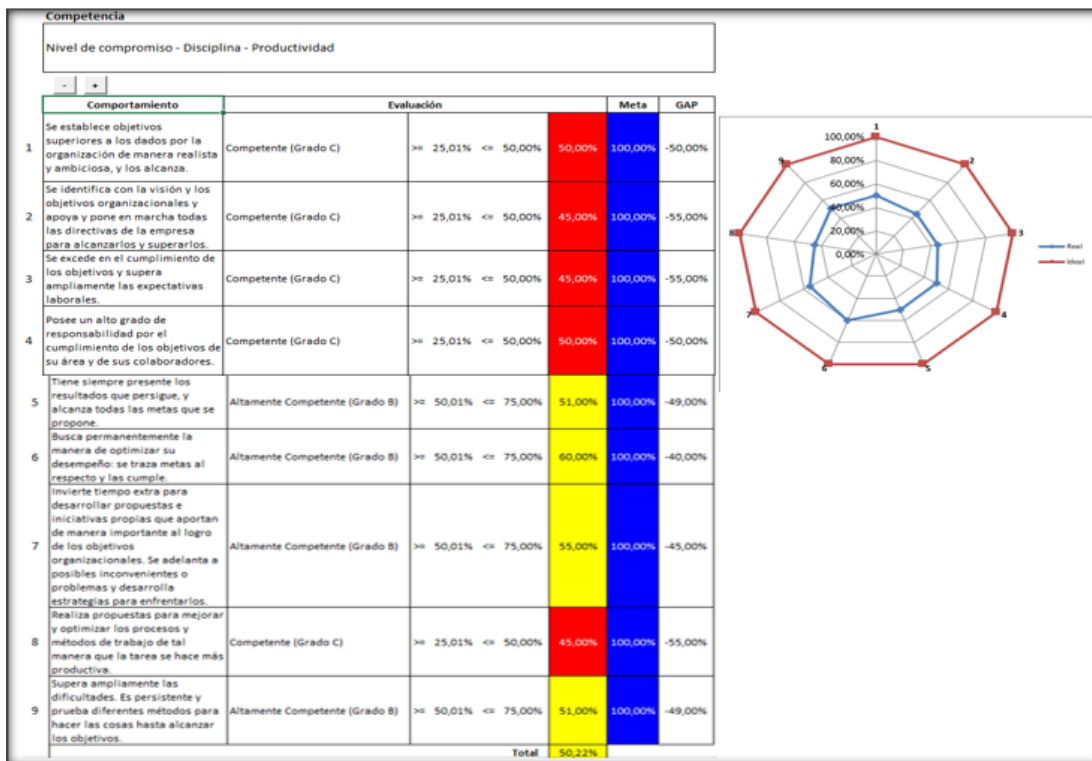 Competencia
Nivel de compromiso - Disciplina - Productividad
- +
Comportamiento Evaluación Meta GAP
1
Se establece objetivos
superiores a los dados por la
organización de manera realista
y ambiciosa, y los alcanza.
Competente (Grado C) >= 25,01% <= 50,00% 50,00% 100,00% -50,00%
2
Se identifica con la visión y los
objetivos organizacionales y
apoya y pone en marcha todas
las directivas de la empresa
para alcanzarlos y superarlos.
Competente (Grado C) >= 25,01% <= 50,00% 45,00% 100,00% -55,00%
3
Se excede en el cumplimiento de
los objetivos y supera
ampliamente las expectativas
laborales.
Competente (Grado C) >= 25,01% <= 50,00% 45,00% 100,00% -55,00%
4
Posee un alto grado de
responsabilidad por el
cumplimiento de los objetivos de
su área y de sus colaboradores.
Competente (Grado C) >= 25,01% <= 50,00% 50,00% 100,00% -50,00%
5
Tiene siempre presente los
resultados que persigue, y
alcanza todas las metas que se
propone.
Altamente Competente (Grado B) >= 50,01% <= 75,00% 51,00% 100,00% -49,00%
6
Busca permanentemente la
manera de optimizar su
desempeño: se traza metas al
respecto y las cumple.
Altamente Competente (Grado B) >= 50,01% <= 75,00% 60,00% 100,00% -40,00%
7
Invierte tiempo extra para
desarrollar propuestas e
iniciativas propias que aportan
de manera importante al logro
de los objetivos
organizacionales. Se adelanta a
posibles inconvenientes o
problemas y desarrolla
estrategias para enfrentarlos.
Altamente Competente (Grado B) >= 50,01% <= 75,00% 55,00% 100,00% -45,00%
8
Realiza propuestas para mejorar
y optimizar los procesos y
métodos de trabajo de tal
manera que la tarea se hace más
productiva.
Competente (Grado C) >= 25,01% <= 50,00% 45,00% 100,00% -55,00%
9
Supera ampliamente las
dificultades. Es persistente y
prueba diferentes métodos para
hacer las cosas hasta alcanzar
los objetivos.
Altamente Competente (Grado B) >= 50,01% <= 75,00% 51,00% 100,00% -49,00%
Total 50,22%
1
2
3
4
5
6
7
8
9
100,00%
80,00%
60,00%
40,00%
20,00%
0,00%
Real
Ideal